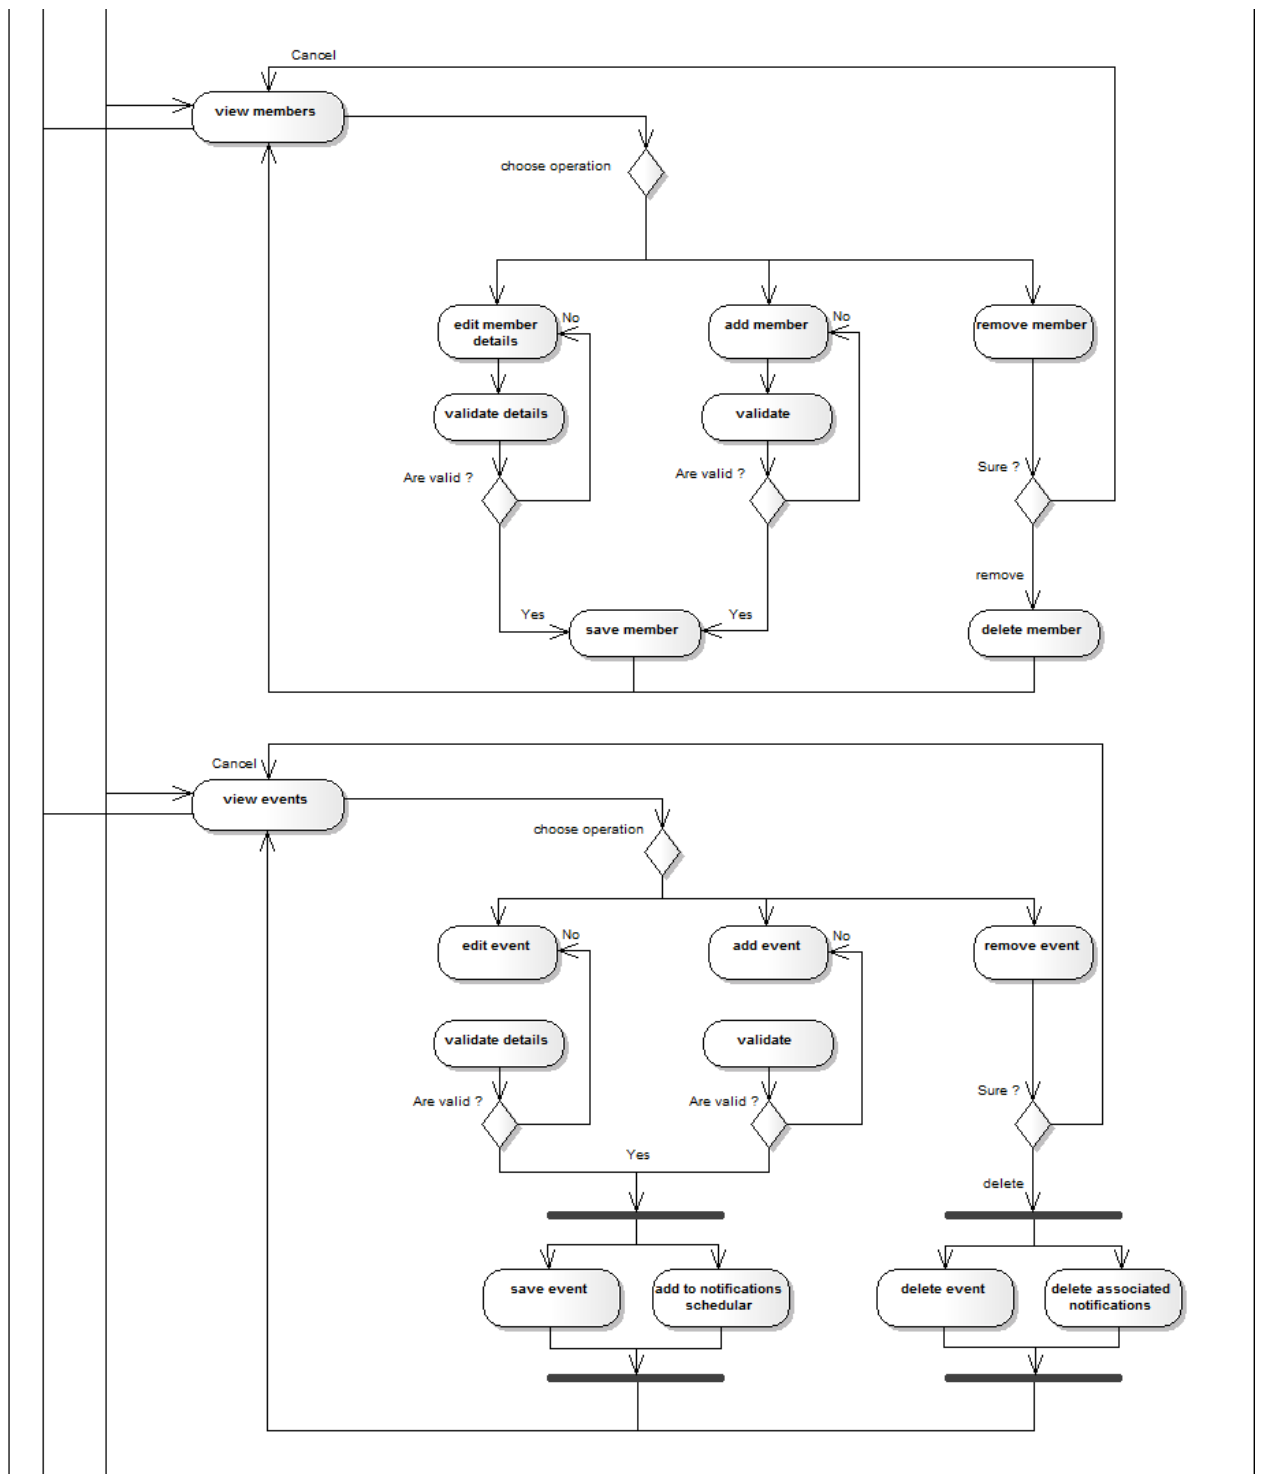 Cancel
view members
choose operation
edit member
details
No
add member
No
remove member
validate details
validate
Are valid ?
Are valid ?
Sure ?
remove
Yes
Yes
save member
delete member
Cancel
view events
choose operation
edit event
No
add event
No
remove event
validate details
validate
Are valid ?
Are valid ?
Sure ?
Yes
delete
save event
add to notifications
schedular
delete event
delete associated
notifications